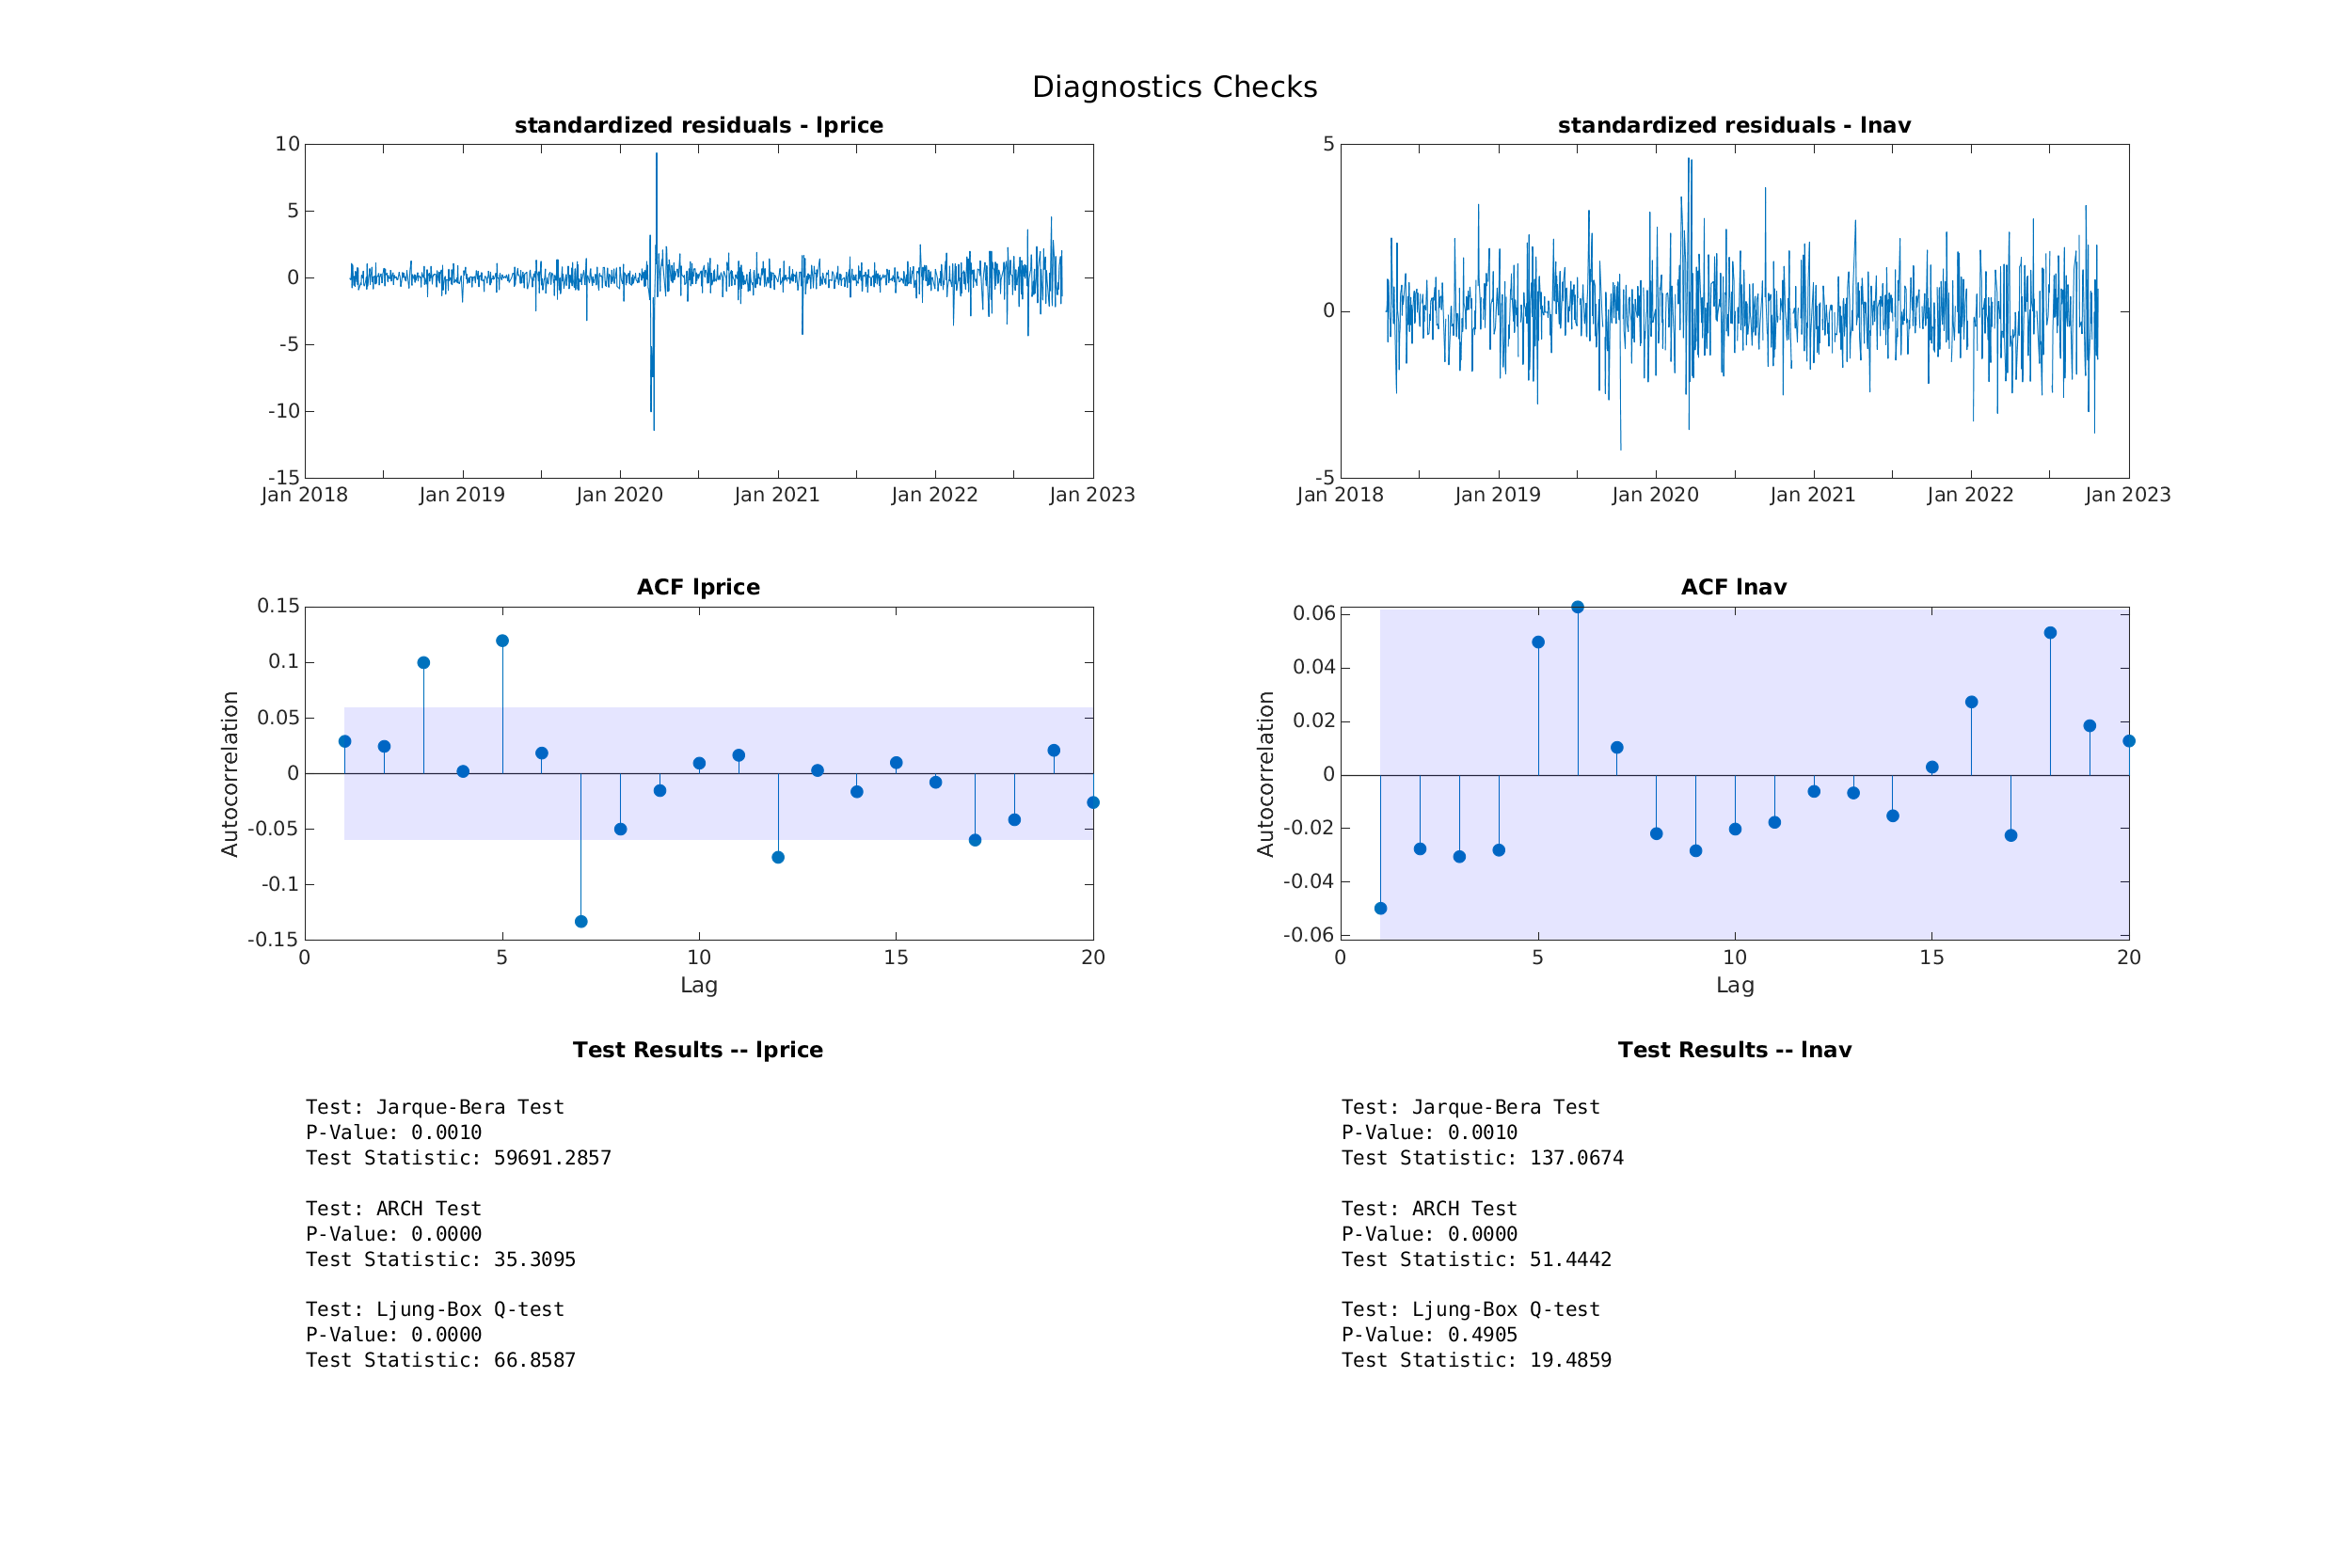 Diagnostics Checks
standardized residuals - lprice
10
5
0
-5
-10
-15
Jan 2018 Jan 2019 Jan 2020 Jan 2021 Jan 2022 Jan 2023
standardized residuals - lnav
5
0
-5
Jan 2018 Jan 2019 Jan 2020 Jan 2021 Jan 2022 Jan 2023
ACF lprice
Autocorrelation
0.15
0.1
0.05
0
-0.05
-0.1
-0.15
0 5 10 15 20
Lag
ACF lnav
Autocorrelation
0.06
0.04
0.02
0
-0.02
-0.04
-0.06
0 5 10 15 20
Lag
Test Results -- lprice
Test: Jarque-Bera Test
P-Value: 0.0010
Test Statistic: 59691.2857
Test: ARCH Test
P-Value: 0.0000
Test Statistic: 35.3095
Test: Ljung-Box Q-test
P-Value: 0.0000
Test Statistic: 66.8587
Test Results -- lnav
Test: Jarque-Bera Test
P-Value: 0.0010
Test Statistic: 137.0674
Test: ARCH Test
P-Value: 0.0000
Test Statistic: 51.4442
Test: Ljung-Box Q-test
P-Value: 0.4905
Test Statistic: 19.4859